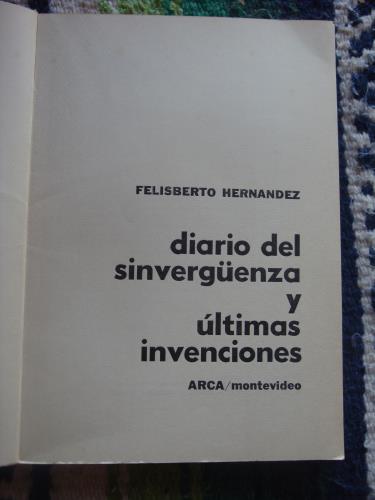 FELISBERTO HERNANDEZ
diario del
sinvergüenza
y
últimas
invenciones
ARCA/montevideo